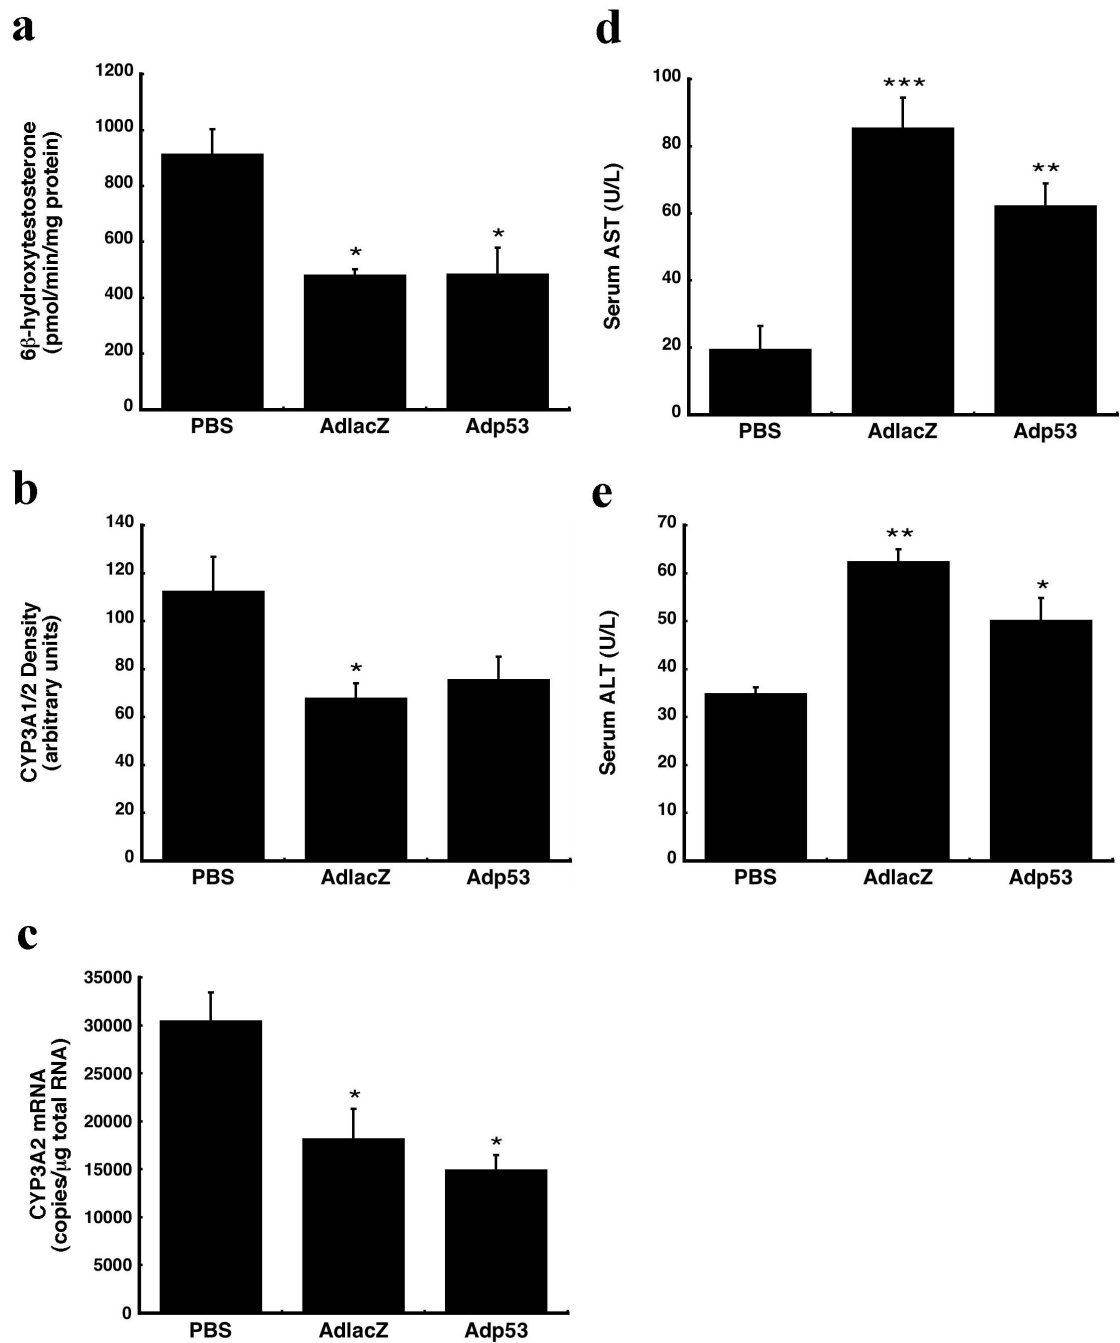 a
1200
1000
800
600
400
200
0
6β-hydroxytestosterone
(pmol/min/mg protein)
*
*
PBS AdlacZ Adp53
b
140
120
100
80
60
40
20
0
CYP3A1/2 Density
(arbitrary units)
*
PBS AdlacZ Adp53
c
35000
30000
25000
20000
15000
10000
5000
0
CYP3A2 mRNA
(copies/μg total RNA)
*
*
PBS AdlacZ Adp53
d
100
80
60
40
20
0
Serum AST (U/L)
***
**
PBS AdlacZ Adp53
e
70
60
50
40
30
20
10
0
Serum ALT (U/L)
**
*
PBS AdlacZ Adp53